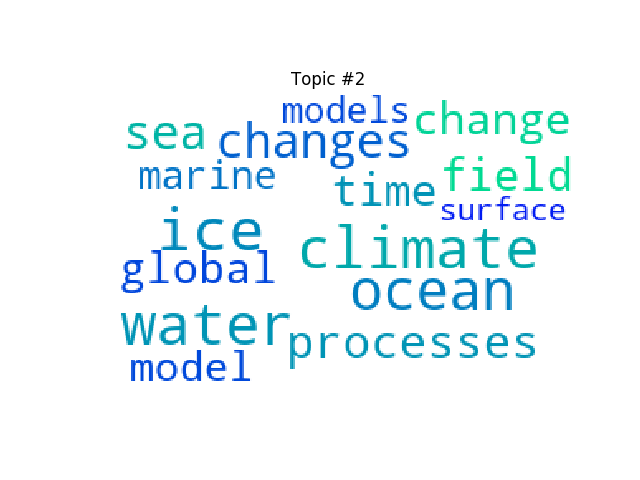 Topic #2
models
change
sea
changes
marine
time
field
surface
ice
climate
global
ocean
water
processes
model